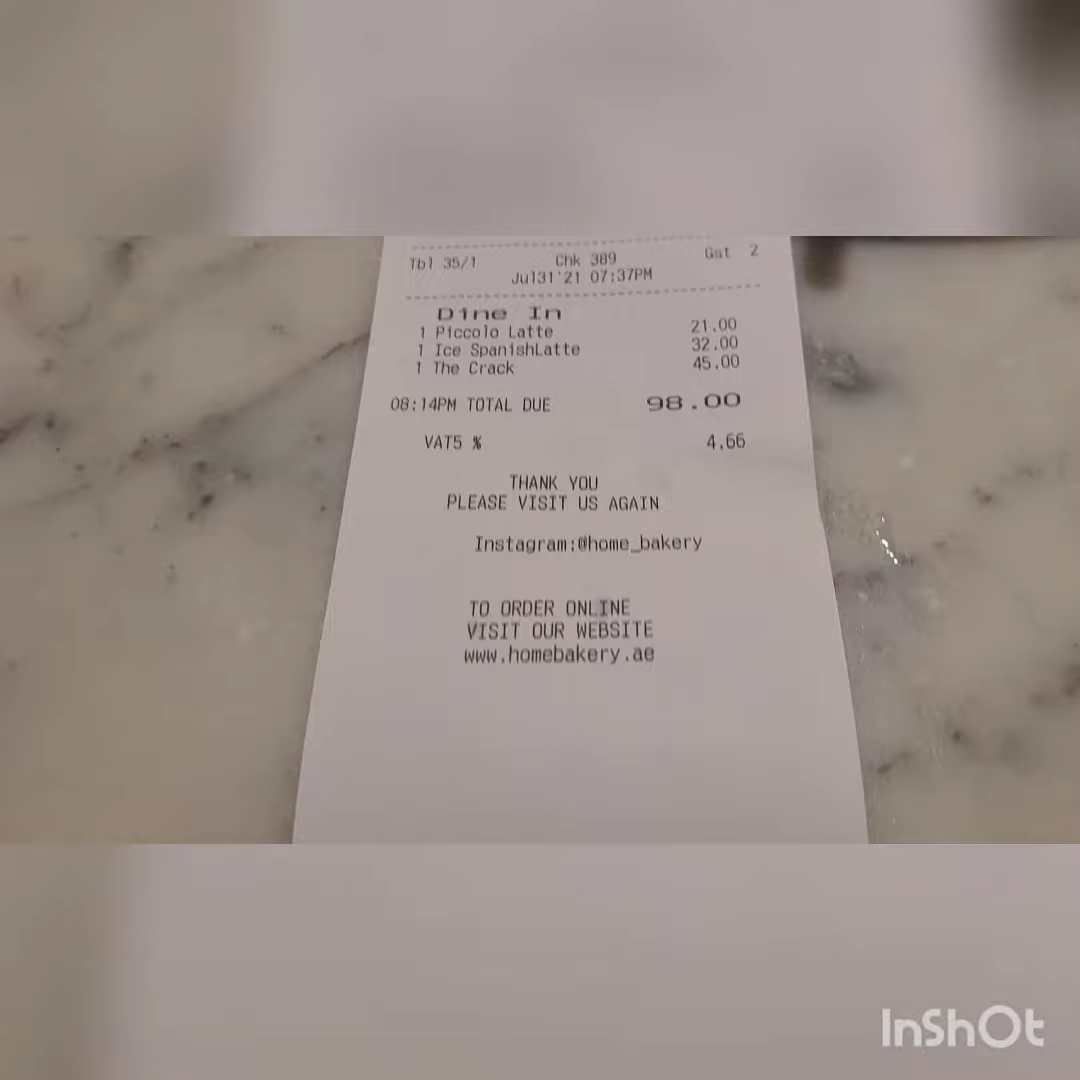 Tbl 35/1 Chk 389 Gst 2
Jul31'21 07:37PM
Dine In
1 Piccolo Latte 21.00
1 Ice SpanishLatte 32.00
1 The Crack 45.00
08:14PM TOTAL DUE 98.00
VAT5 % 4.66
THANK YOU
PLEASE VISIT US AGAIN
Instagram:@home_bakery
TO ORDER ONLINE
VISIT OUR WEBSITE
www.homebakery.ae
InShOt